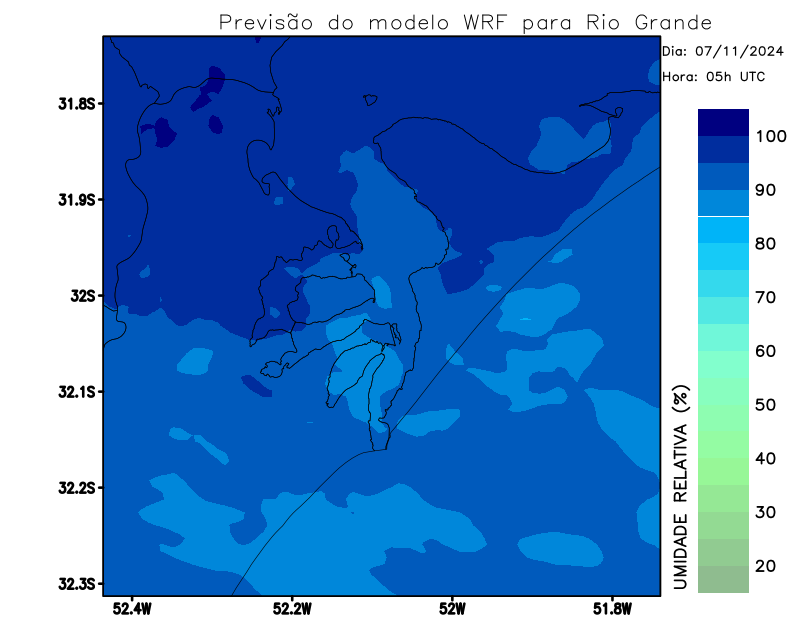 Previsão do modelo WRF para Rio Grande
Dia: 07/11/2024
Hora: 05h UTC
31.8S
31.9S
32S
32.1S
32.2S
32.3S
52.4W
52.2W
52W
51.8W
UMIDADE RELATIVA (%)
100
90
80
70
60
50
40
30
20